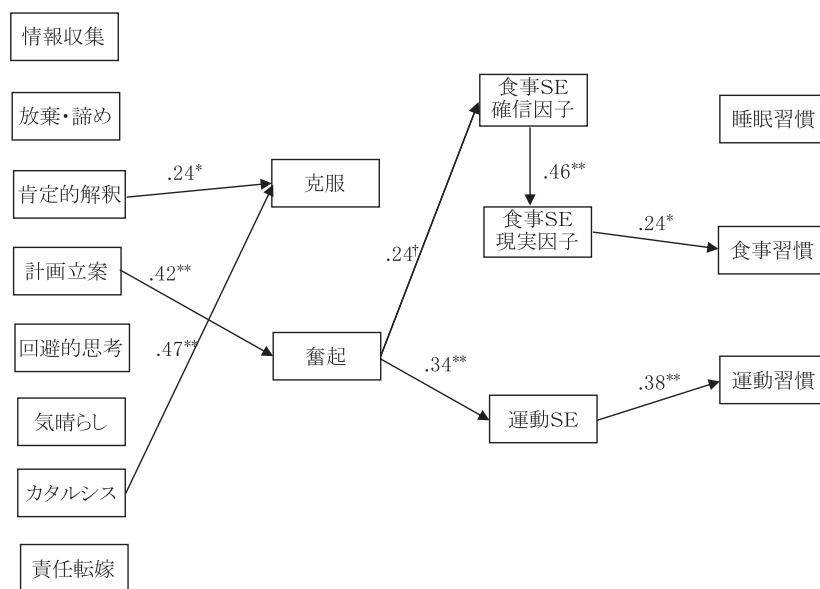 情報収集
放棄・諦め
肯定的解釈
計画立案
回避的思考
気晴らし
カタルシス
責任転嫁
.24*
.42**
.47**
克服
奮起
.24†
.34**
食事SE
確信因子
.46**
食事SE
現実因子
運動SE
.24*
.38**
睡眠習慣
食事習慣
運動習慣